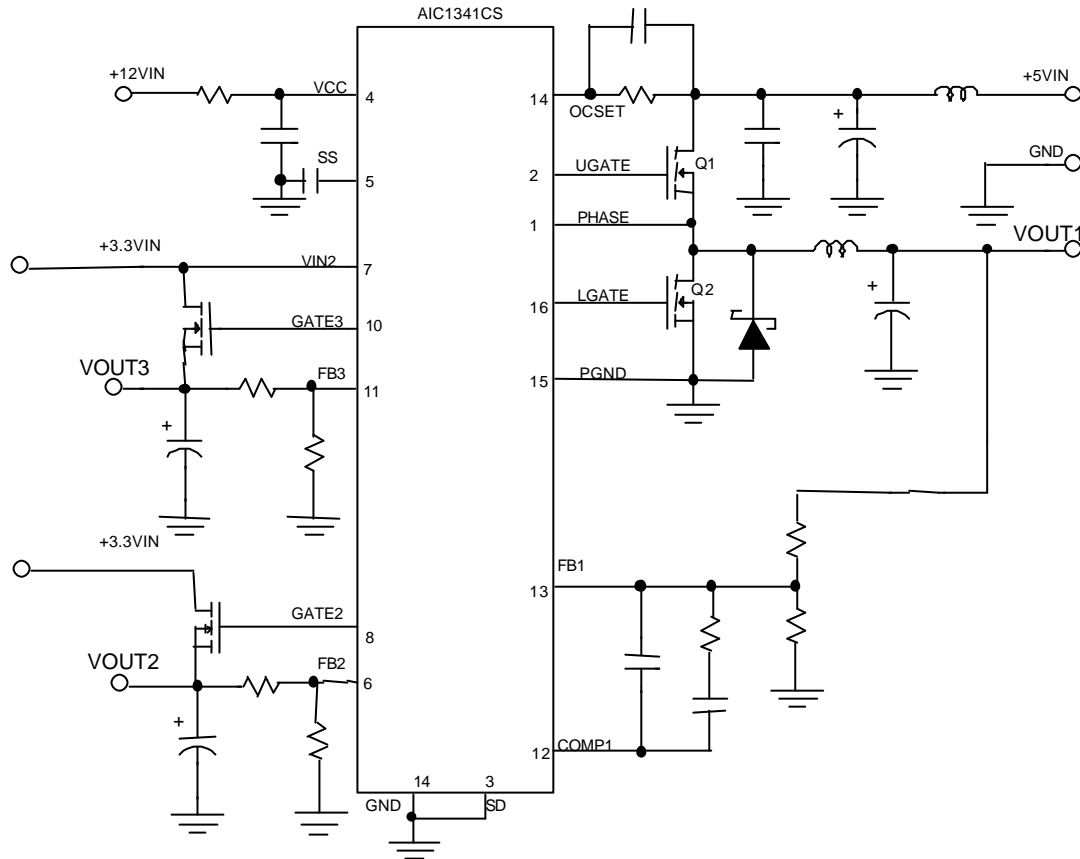 AIC1341CS
+12VIN
VCC
4
14
OCSET
+
+5VIN
SS
5
2
UGATE
Q1
GND
1
PHASE
VOUT1
+3.3VIN
VIN2
7
GATE3
10
16
LGATE
Q2
+
VOUT3
FB3
11
15
PGND
+
+3.3VIN
FB1
13
GATE2
8
VOUT2
FB2
6
+
12
COMP1
14
3
GND
SD